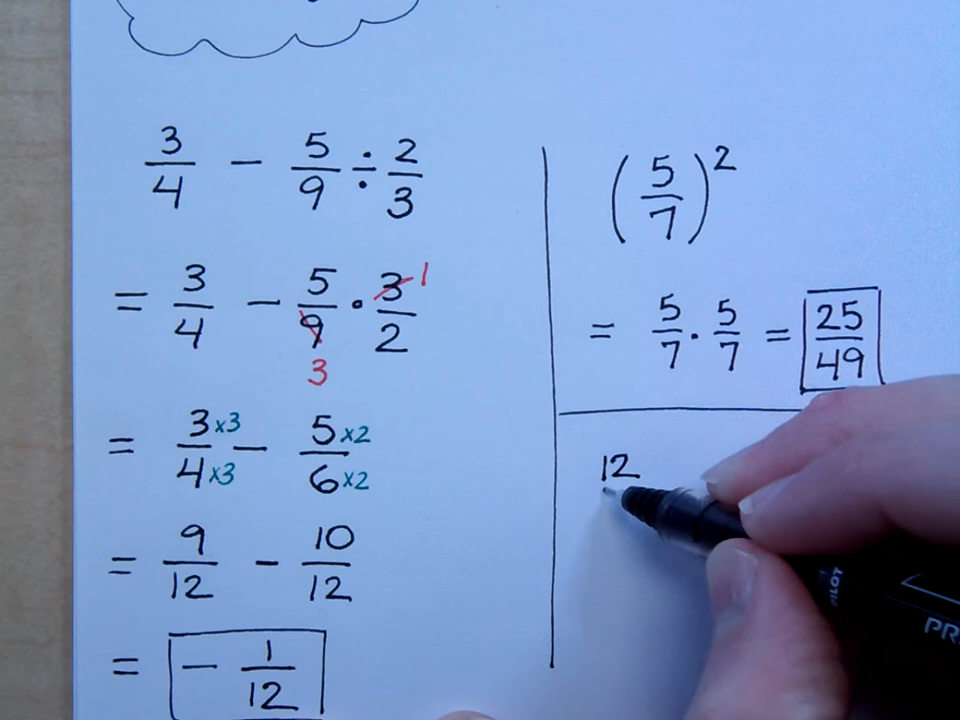 3/4 − 5/9 ÷ 2/3
= 3/4 − 5/9 · 3/2
1
3
= 3/4 ×3 ×3 − 5/6 ×2 ×2
= 9/12 − 10/12
= − 1/12
(5/7)²
= 5/7 · 5/7 = 25/49
12
PILOT